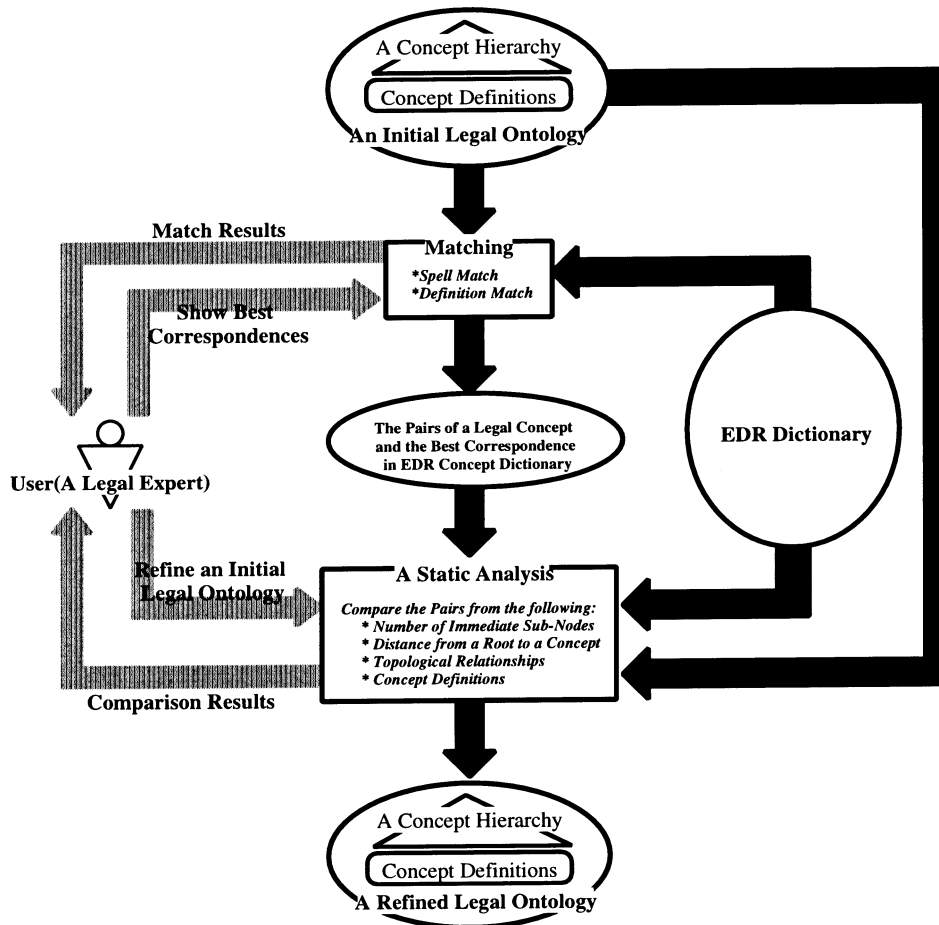 A Concept Hierarchy
Concept Definitions
An Initial Legal Ontology
Match Results
Matching
*Spell Match
*Definition Match
Show Best
Correspondences
The Pairs of a Legal Concept
and the Best Correspondence
in EDR Concept Dictionary
EDR Dictionary
User(A Legal Expert)
Refine an Initial
Legal Ontology
A Static Analysis
Compare the Pairs from the following:
* Number of Immediate Sub-Nodes
* Distance from a Root to a Concept
* Topological Relationships
* Concept Definitions
Comparison Results
A Concept Hierarchy
Concept Definitions
A Refined Legal Ontology